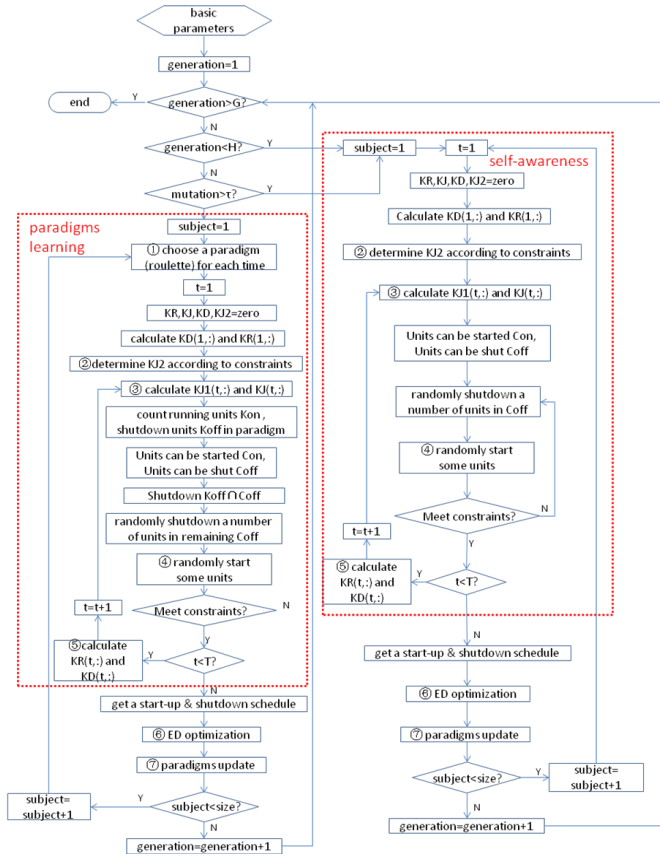 basic
parameters
generation=1
generation>G?
Y
end
N
generation<H?
Y
N
mutation>τ?
Y
paradigms
learning
subject=1
① choose a paradigm
(roulette) for each time
t=1
KR,KJ,KD,KJ2=zero
calculate KD(1,:) and KR(1,:)
②determine KJ2 according to constraints
③ calculate KJ1(t,:) and KJ(t,:)
count running units Kon ,
shutdown units Koff in paradigm
Units can be started Con,
Units can be shut Coff
Shutdown Koff∩Coff
randomly shutdown a number
of units in remaining Coff
④ randomly start
some units
Meet constraints?
N
Y
t<T?
Y
⑤calculate
KR(t,:) and
KD(t,:)
t=t+1
N
get a start-up & shutdown schedule
⑥ ED optimization
⑦ paradigms update
subject<size?
Y
subject=
subject+1
N
generation=generation+1
self-awareness
subject=1
t=1
KR,KJ,KD,KJ2=zero
Calculate KD(1,:) and KR(1,:)
② determine KJ2 according to constraints
③ calculate KJ1(t,:) and KJ(t,:)
Units can be started Con,
Units can be shut Coff
randomly shutdown a
number of units in Coff
④ randomly start
some units
Meet constraints?
N
Y
t<T?
Y
⑤ calculate
KR(t,:) and
KD(t,:)
t=t+1
N
get a start-up & shutdown schedule
⑥ ED optimization
⑦ paradigms update
subject<size?
Y
subject=
subject+1
N
generation=generation+1